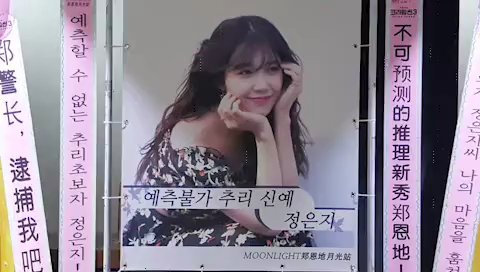 郑警长，逮捕我吧
예측할 수 없는 추리초보자 정은지!
예측불가 추리 신예
정은지
MOONLIGHT郑恩地月光站
不可预测的推理新秀郑恩地
정은지씨 나의 마음을 훔